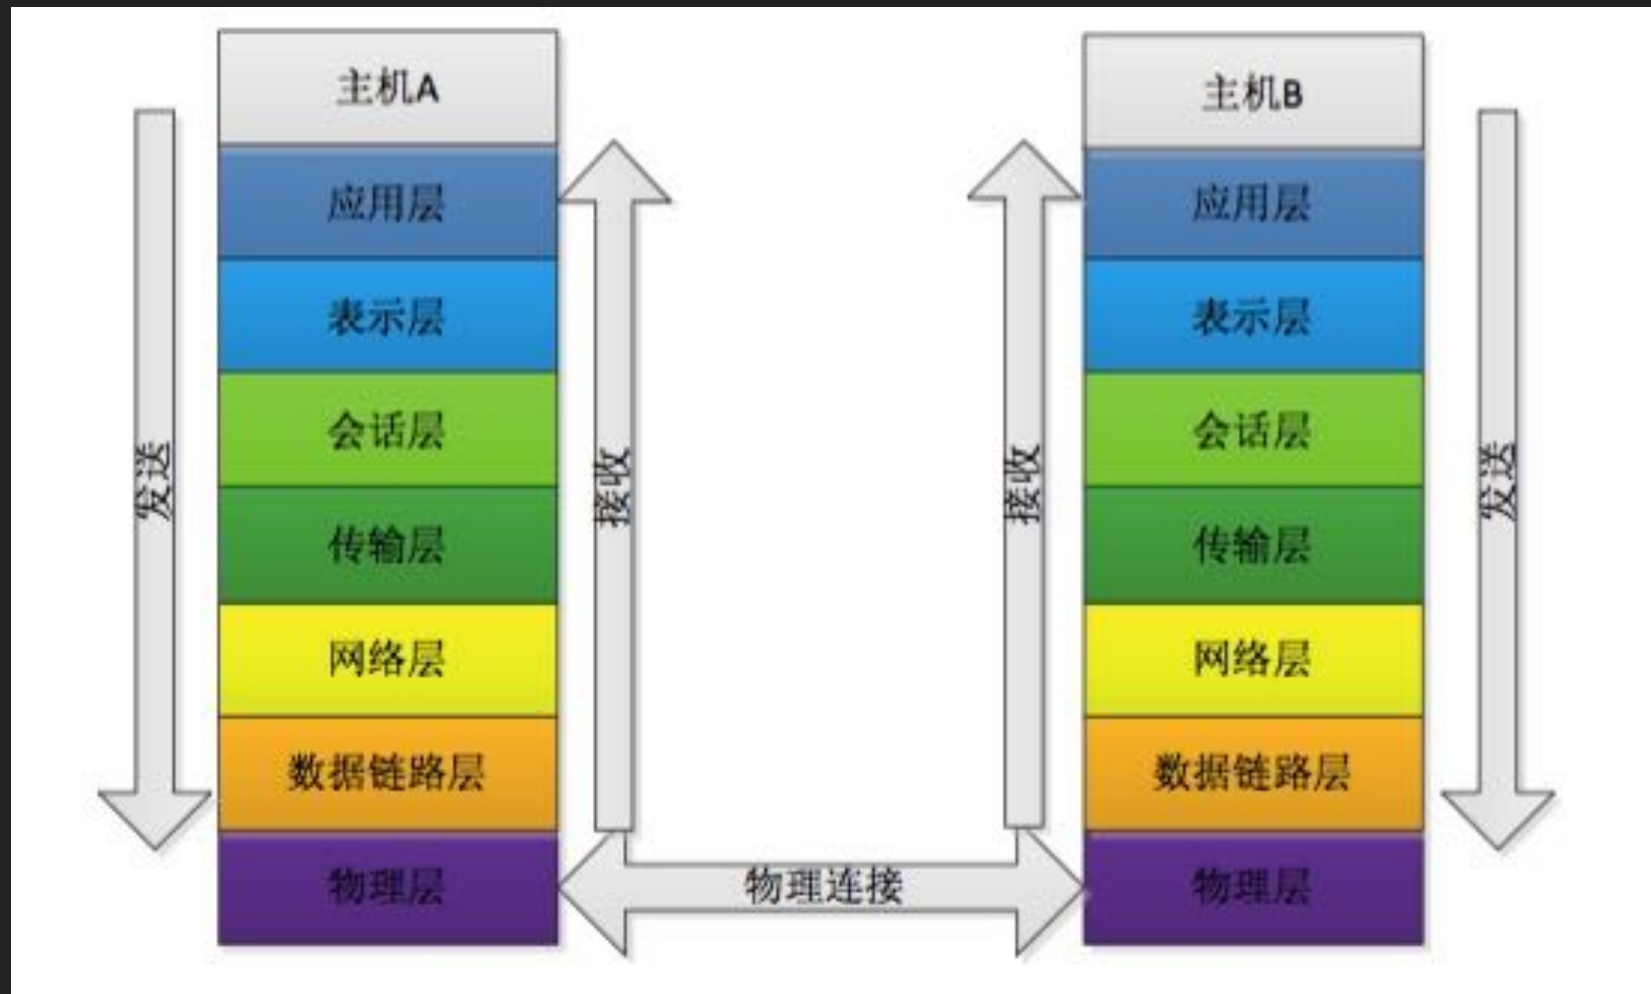 主机A
应用层
表示层
会话层
传输层
网络层
数据链路层
物理层
发送
接收
物理连接
主机B
应用层
表示层
会话层
传输层
网络层
数据链路层
物理层
接收
发送